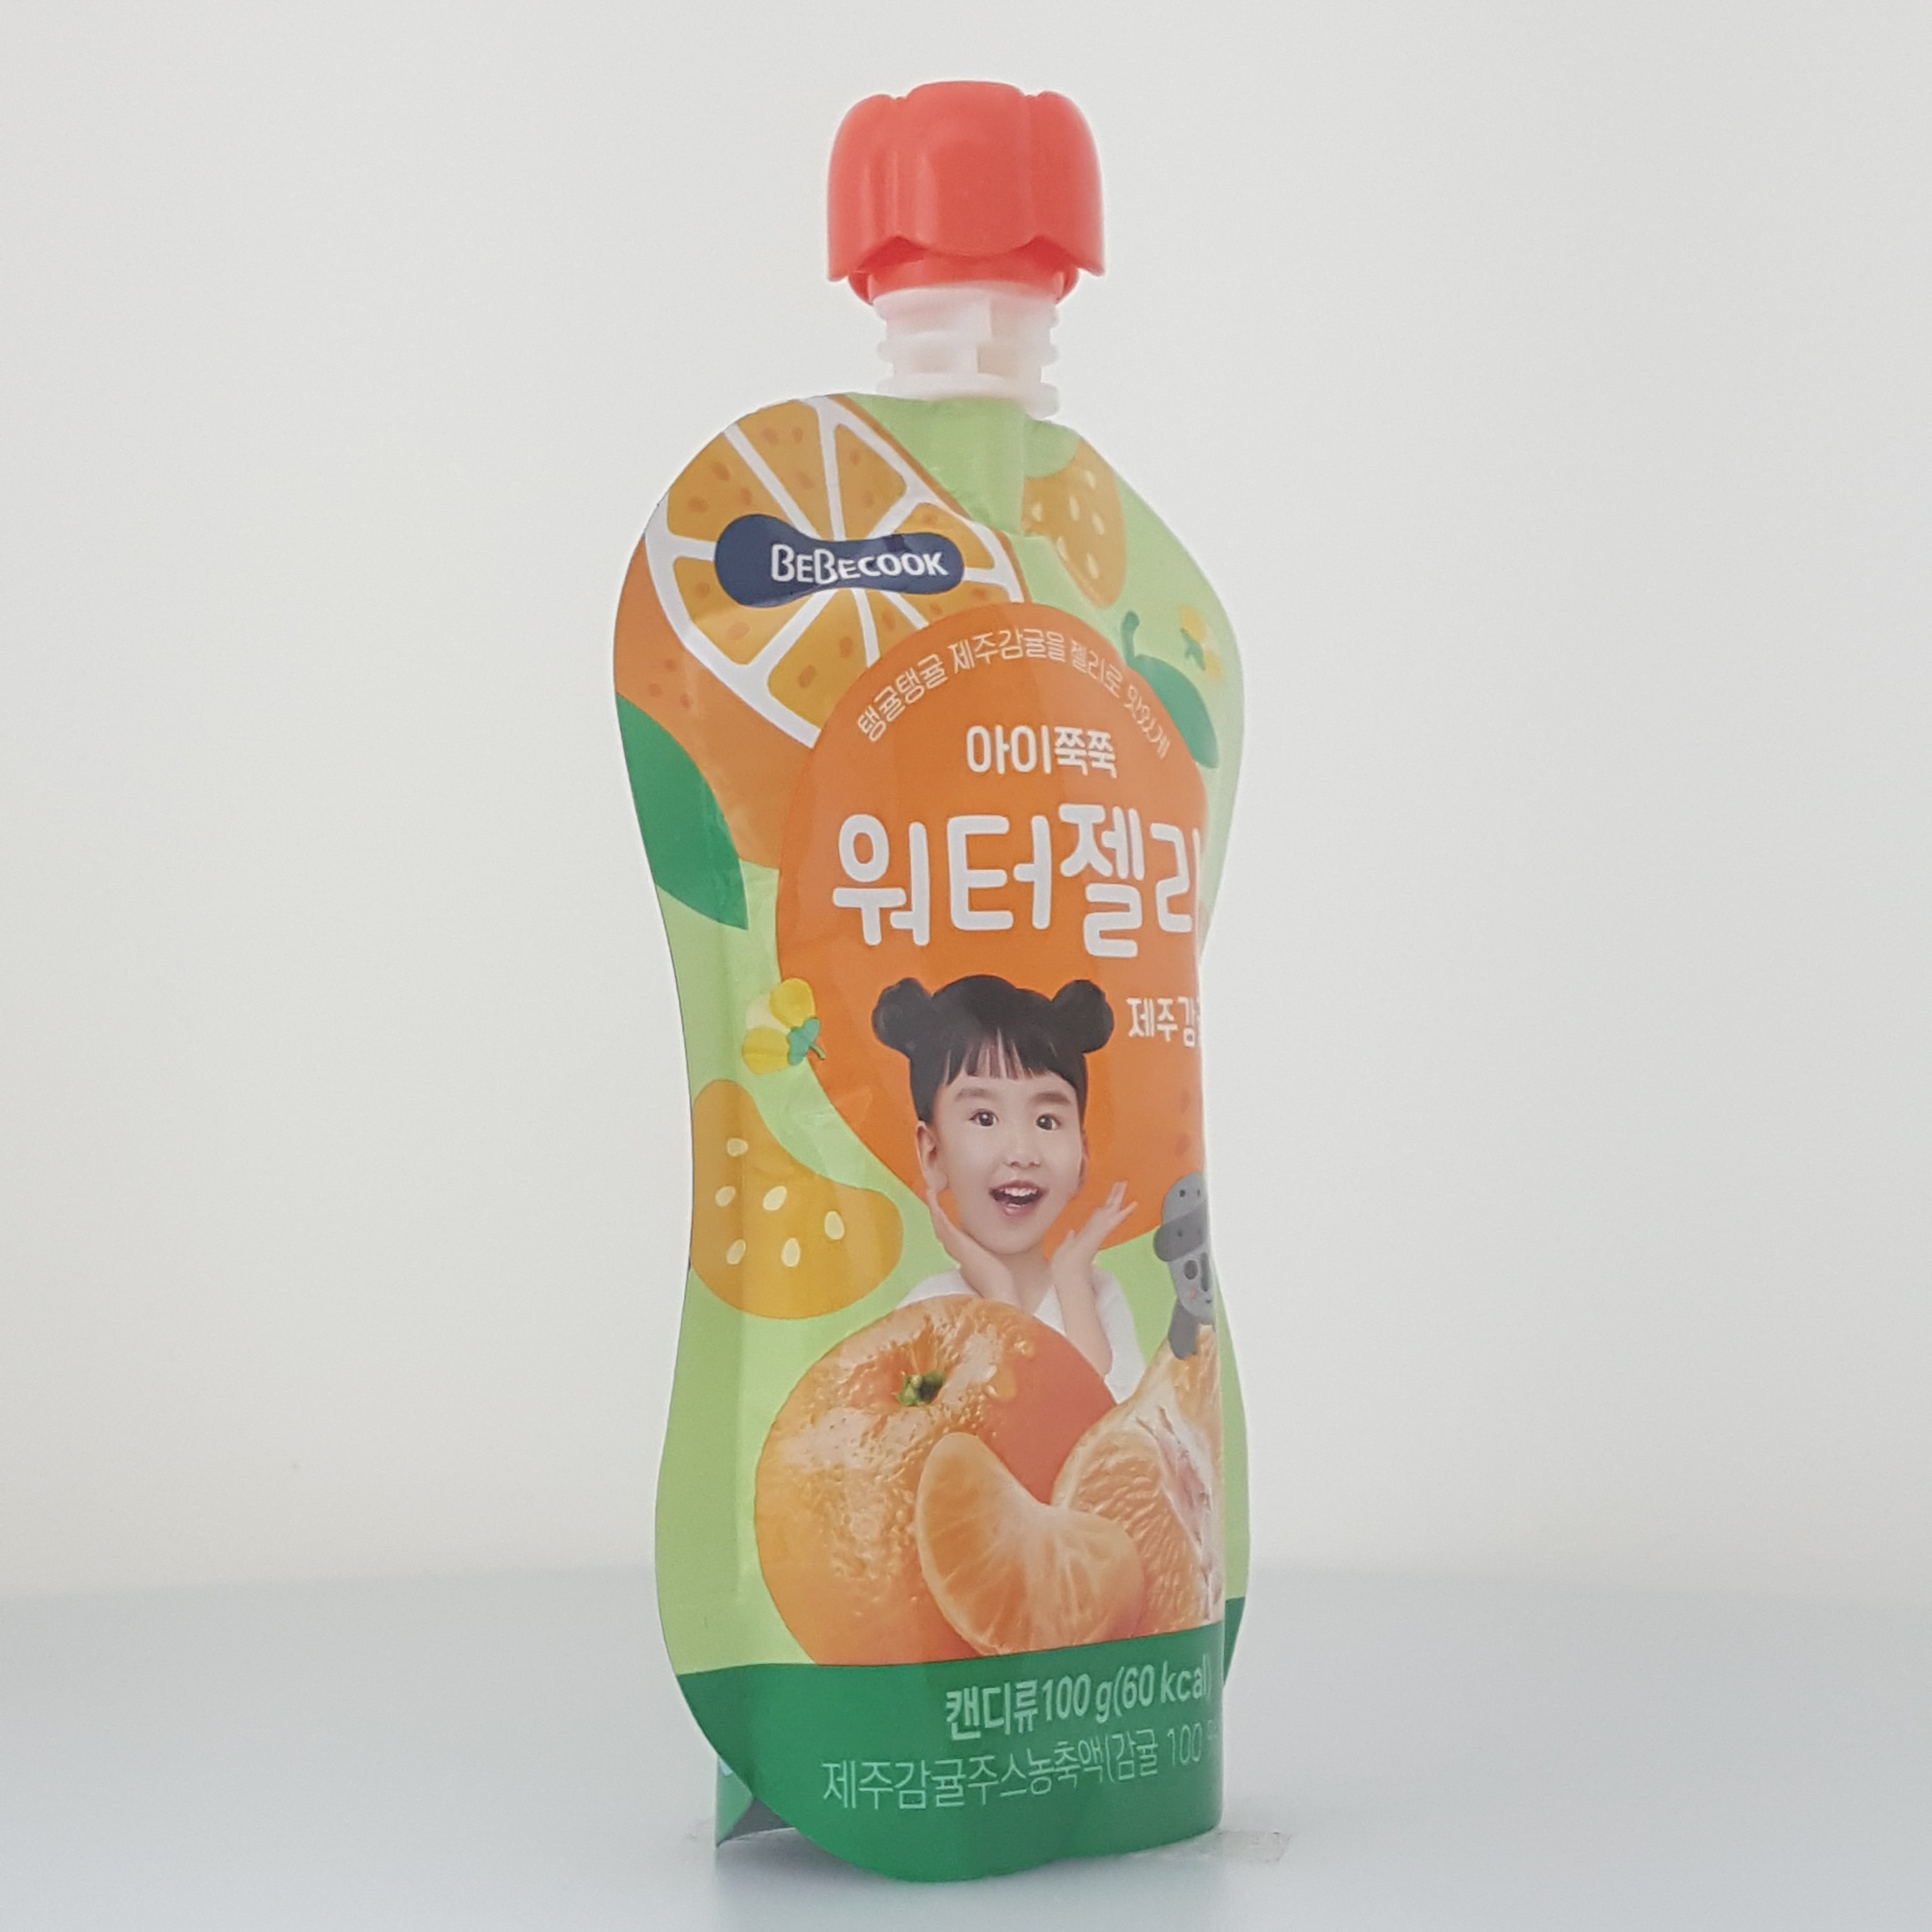 BEBECOOK
탱귤탱귤 제주감귤을 젤리로 맛있게!
아이쭉쭉
워터젤리
제주감
캔디류 100 g(60 kcal)
제주감귤주스농축액(감귤 100